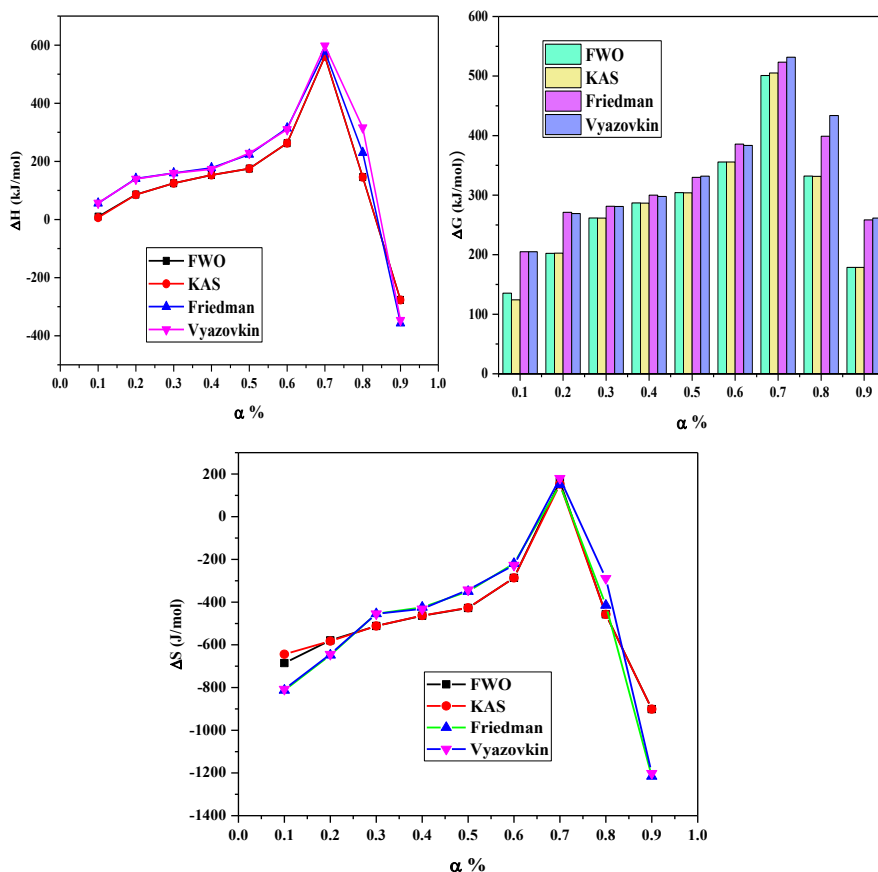 ΔH (kJ/mol)
600
400
200
0
-200
-400
FWO
KAS
Friedman
Vyazovkin
0.0 0.1 0.2 0.3 0.4 0.5 0.6 0.7 0.8 0.9 1.0
α %
ΔG (kJ/mol))
600
500
400
300
200
100
0
FWO
KAS
Friedman
Vyazovkin
0.1 0.2 0.3 0.4 0.5 0.6 0.7 0.8 0.9
α %
ΔS (J/mol)
200
0
-200
-400
-600
-800
-1000
-1200
-1400
FWO
KAS
Friedman
Vyazovkin
0.0 0.1 0.2 0.3 0.4 0.5 0.6 0.7 0.8 0.9 1.0
α %